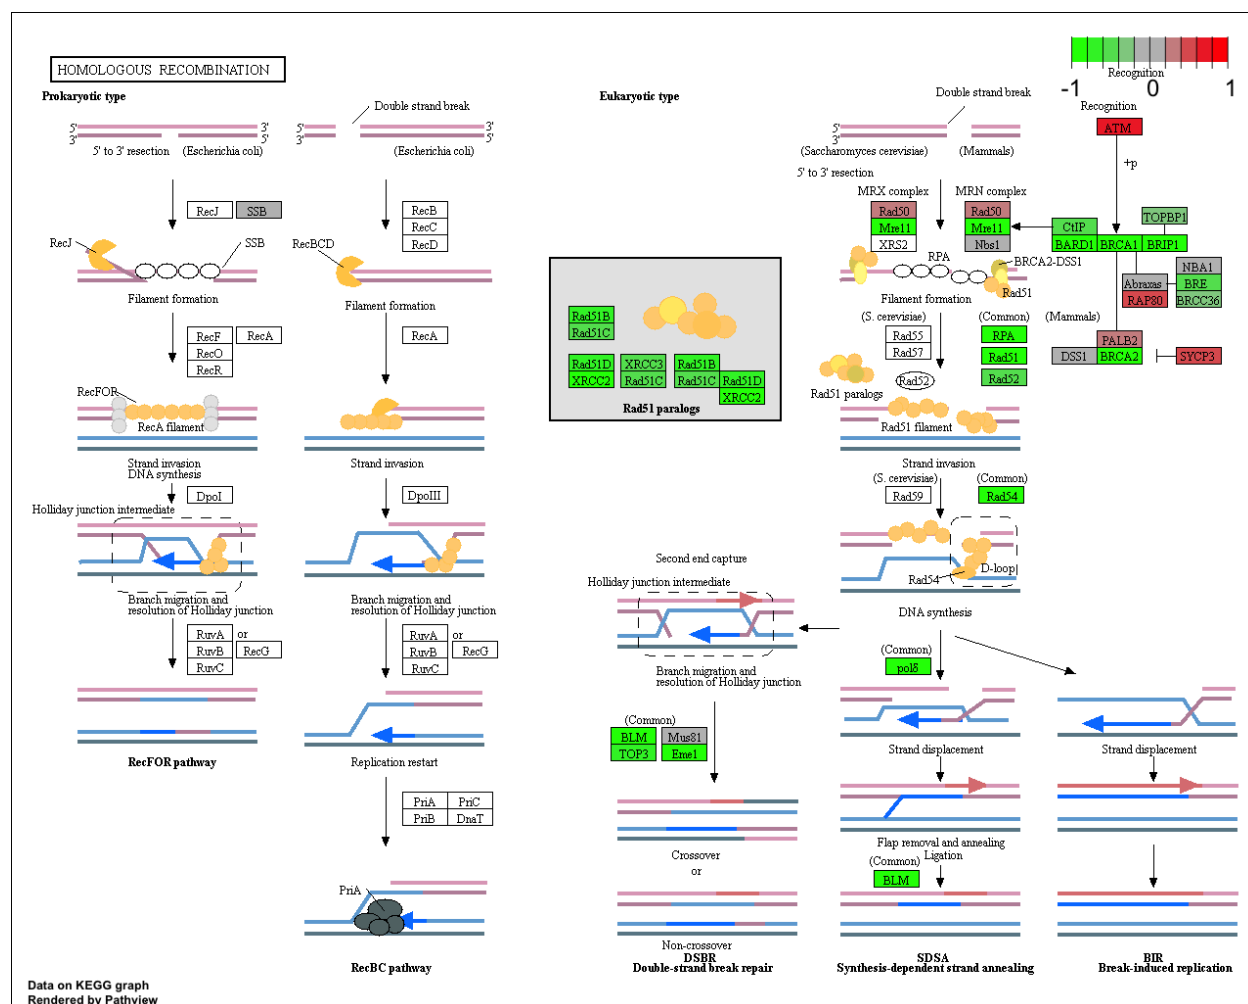 HOMOLOGOUS RECOMBINATION
Recognition
-1 0 1
Prokaryotic type
Eukaryotic type
Double strand break
Double strand break
Recognition
5' 3'
3' 5'
5' 3'
3' 5'
5'
3'
5' to 3' resection
(Escherichia coli)
(Escherichia coli)
(Saccharomyces cerevisiae)
(Mammals)
5' to 3' resection
ATM
+p
MRX complex
MRN complex
RecJ
SSB
RecB
RecC
RecD
Rad50
Mre11
XRS2
Rad50
Mre11
Nbs1
CtIP
TOPBP1
BARD1
BRCA1
BRIP1
RecJ
SSB
RecBCD
RPA
BRCA2-DSS1
Rad51
Abraxas
RAP80
NBA1
BRE
BRCC36
Filament formation
Filament formation
Filament formation
(S. cerevisiae)
(Common)
(Mammals)
RecF
RecO
RecR
RecA
RecA
Rad55
Rad57
RPA
Rad51
Rad52
Rad52
PALB2
DSS1
BRCA2
SYCP3
Rad51B
Rad51C
Rad51D
XRCC2
XRCC3
Rad51C
Rad51B
Rad51C
Rad51D
XRCC2
Rad51 paralogs
Rad51 paralogs
RecFOR
RecA filament
Rad51 filament
Strand invasion
DNA synthesis
Strand invasion
Strand invasion
DpoI
DpoIII
(S. cerevisiae)
Rad59
(Common)
Rad54
Holliday junction intermediate
Rad54
D-loop
Second end capture
Holliday junction intermediate
Branch migration and
resolution of Holliday junction
Branch migration and
resolution of Holliday junction
DNA synthesis
RuvA
RuvB
RuvC
or
RecG
RuvA
RuvB
RuvC
or
RecG
(Common)
polδ
Branch migration and
resolution of Holliday junction
(Common)
BLM
TOP3
Mus81
Eme1
Strand displacement
Strand displacement
RecFOR pathway
Replication restart
PriA
PriC
PriB
DnaT
Crossover
or
Flap removal and annealing
Ligation
(Common)
BLM
PriA
Non-crossover
RecBC pathway
DSBR
Double-strand break repair
SDSA
Synthesis-dependent strand annealing
BIR
Break-induced replication
Data on KEGG graph
Rendered by Pathview